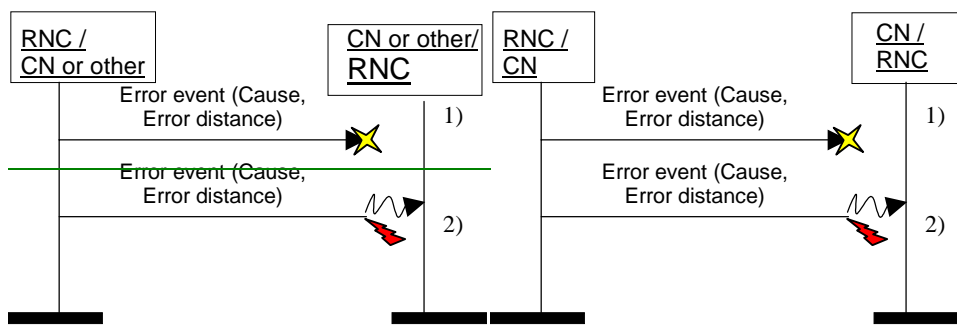 RNC /
CN or other
CN or other/
RNC
Error event (Cause,
Error distance)
1)
Error event (Cause,
Error distance)
2)
RNC /
CN
CN /
RNC
Error event (Cause,
Error distance)
1)
Error event (Cause,
Error distance)
2)